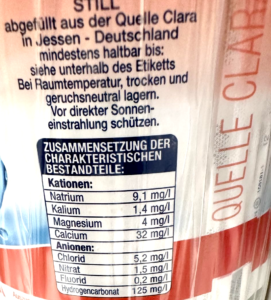 STILL
abgefüllt aus der Quelle Clara
in Jessen - Deutschland
mindestens haltbar bis:
siehe unterhalb des Etiketts
Bei Raumtemperatur, trocken und
geruchsneutral lagern.
Vor direkter Sonnen-
einstrahlung schützen.
ZUSAMMENSETZUNG DER
CHARAKTERISTISCHEN
BESTANDTEILE:
Kationen:
Natrium 9,1 mg/l
Kalium 1,4 mg/l
Magnesium 4 mg/l
Calcium 32 mg/l
Anionen:
Chlorid 5,2 mg/l
Nitrat 1,5 mg/l
Fluorid 0,2 mg/l
Hydrogencarbonat 125 mg/l
QUELLE CLARA